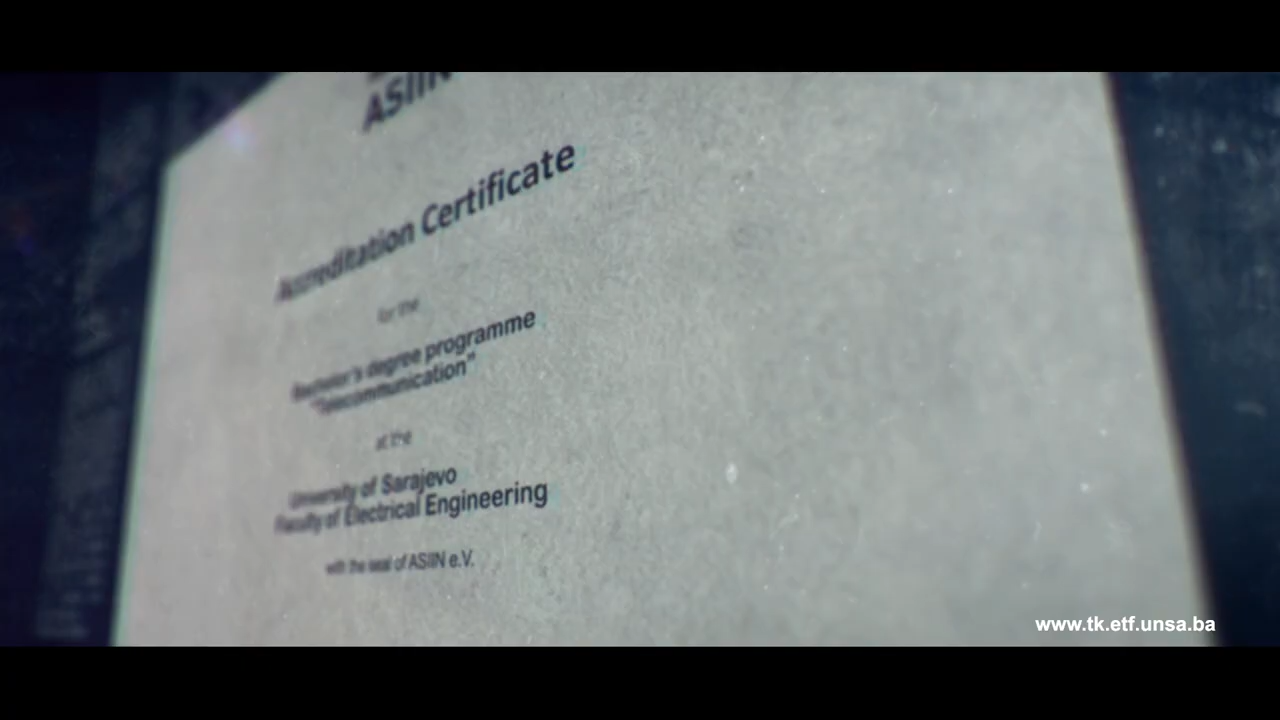 ASIIN
Accreditation Certificate
for the
Bachelor's degree programme
"Telecommunication"
at the
University of Sarajevo
Faculty of Electrical Engineering
with the seal of ASIIN e.V.
www.tk.etf.unsa.ba